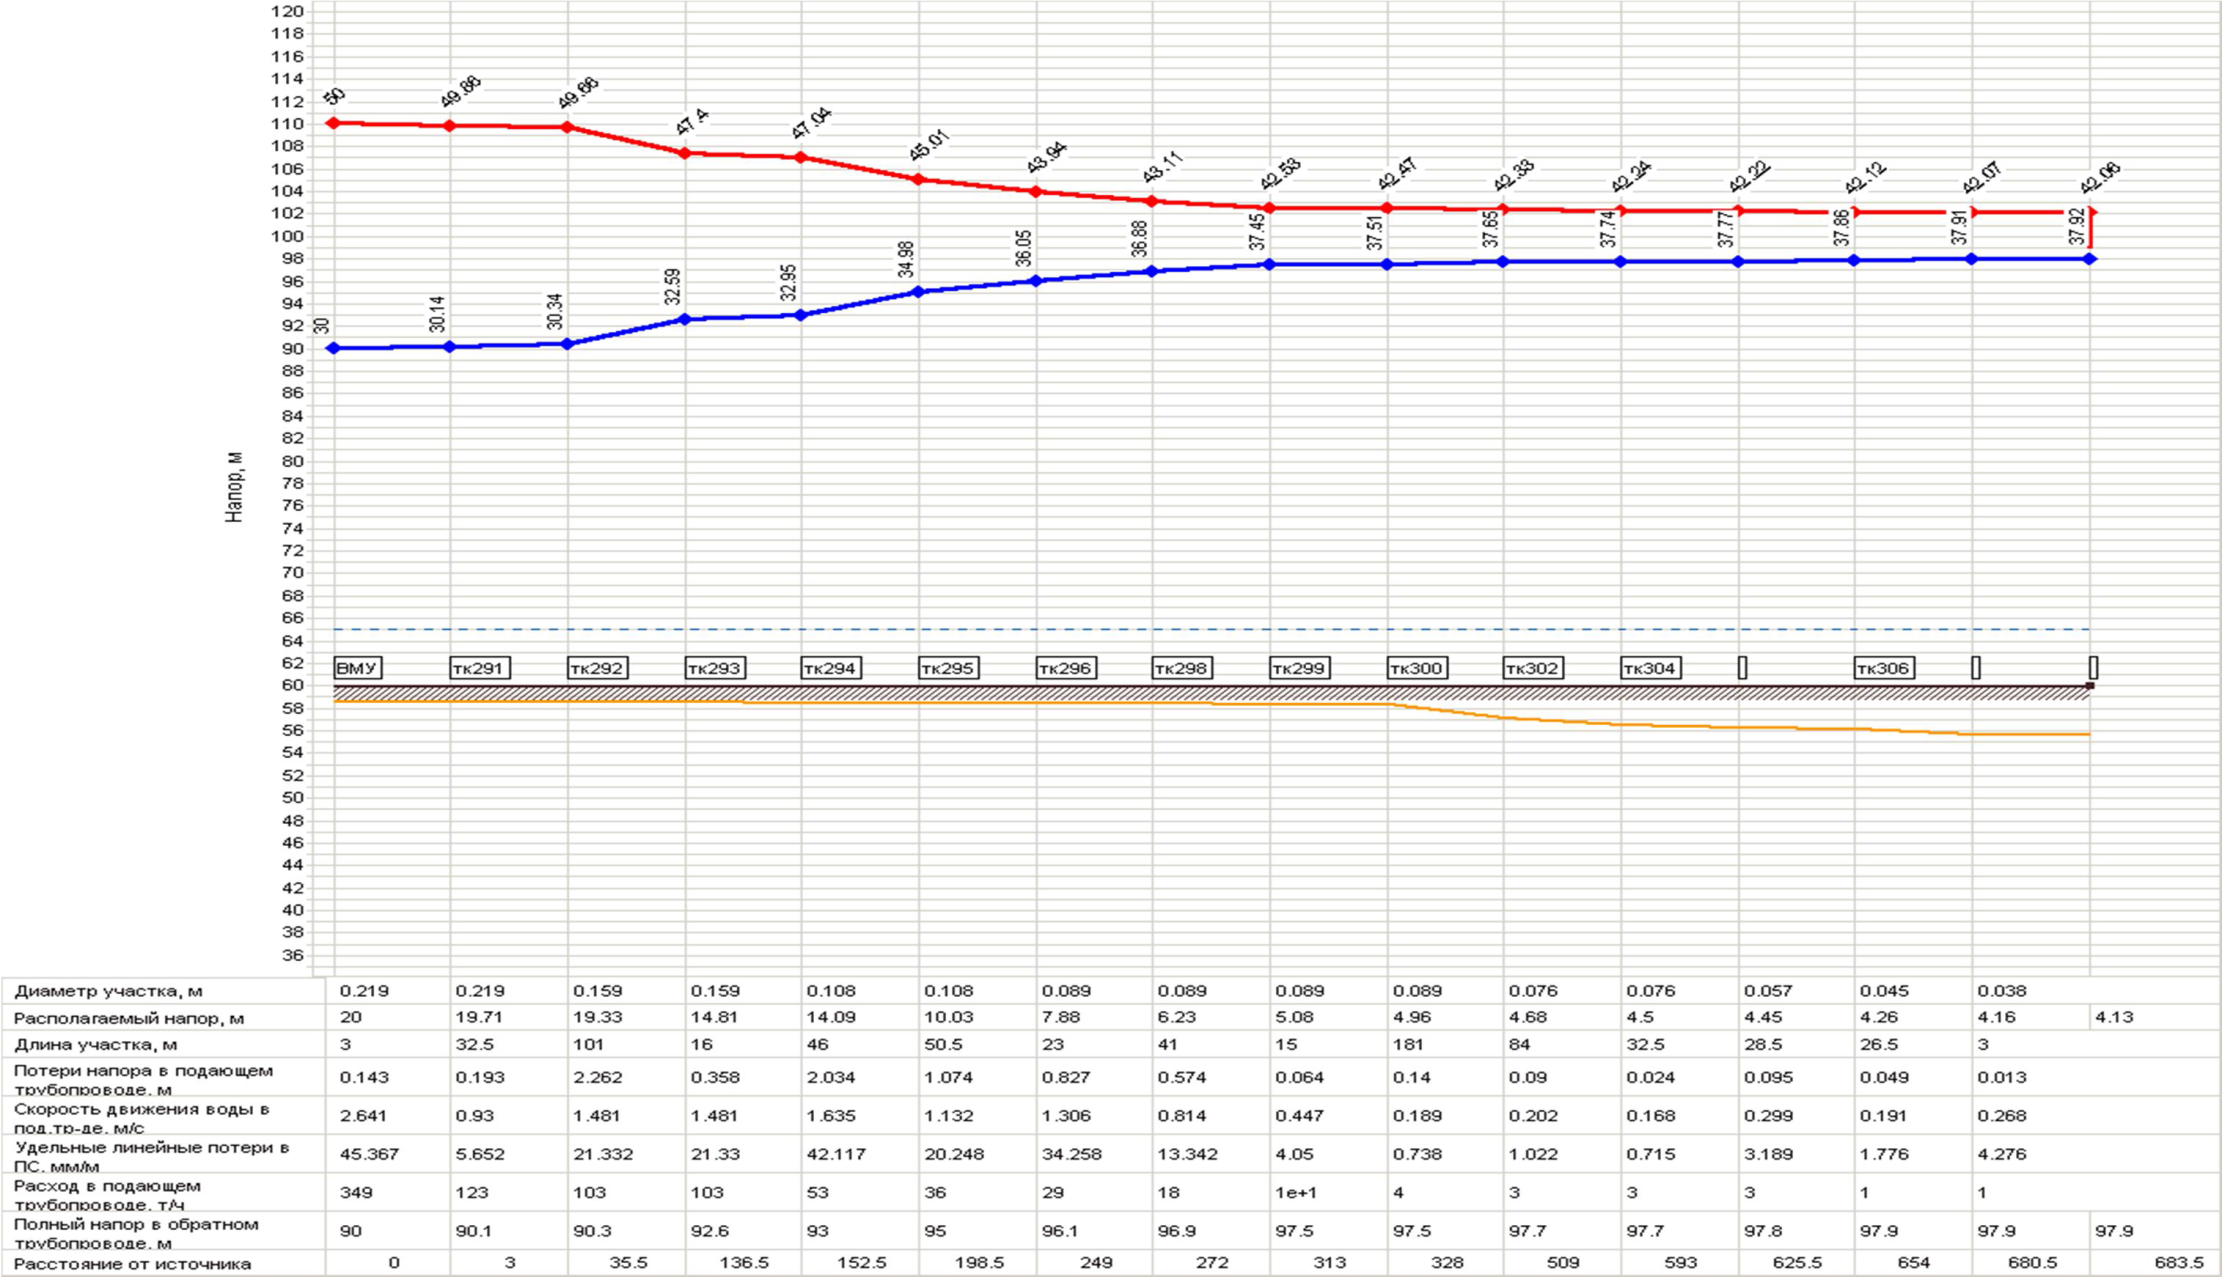 120
118
116
114
112
110
108
106
104
102
100
98
96
94
92
90
88
86
84
82
80
78
76
74
72
70
68
66
64
62
60
58
56
54
52
50
48
46
44
42
40
38
36
Напор, м
50 49.86 49.66 47.4 47.04 45.01 43.94 43.11 42.53 42.47 42.33 42.24 42.22 42.12 42.07 42.06
30 30.14 30.34 32.59 32.95 34.98 36.05 36.88 37.45 37.51 37.65 37.74 37.77 37.86 37.91 37.92
ВМУ тк291 тк292 тк293 тк294 тк295 тк296 тк298 тк299 тк300 тк302 тк304 тк306
Диаметр участка, м 0.219 0.219 0.159 0.159 0.108 0.108 0.089 0.089 0.089 0.089 0.076 0.076 0.057 0.045 0.038
Располагаемый напор, м 20 19.71 19.33 14.81 14.09 10.03 7.88 6.23 5.08 4.96 4.68 4.5 4.45 4.26 4.16 4.13
Длина участка, м 3 32.5 101 16 46 50.5 23 41 15 181 84 32.5 28.5 26.5 3
Потери напора в подающем
трубопроводе, м 0.143 0.193 2.262 0.358 2.034 1.074 0.827 0.574 0.064 0.14 0.09 0.024 0.095 0.049 0.013
Скорость движения воды в
под.тр-де, м/с 2.641 0.93 1.481 1.481 1.635 1.132 1.306 0.814 0.447 0.189 0.202 0.168 0.299 0.191 0.268
Удельные линейные потери в
ПС, мм/м 45.367 5.652 21.332 21.33 42.117 20.248 34.258 13.342 4.05 0.738 1.022 0.715 3.189 1.776 4.276
Расход в подающем
трубопроводе, т/ч 349 123 103 103 53 36 29 18 1e+1 4 3 3 3 1 1
Полный напор в обратном
трубопроводе, м 90 90.1 90.3 92.6 93 95 96.1 96.9 97.5 97.5 97.7 97.7 97.8 97.9 97.9 97.9
Расстояние от источника 0 3 35.5 136.5 152.5 198.5 249 272 313 328 509 593 625.5 654 680.5 683.5